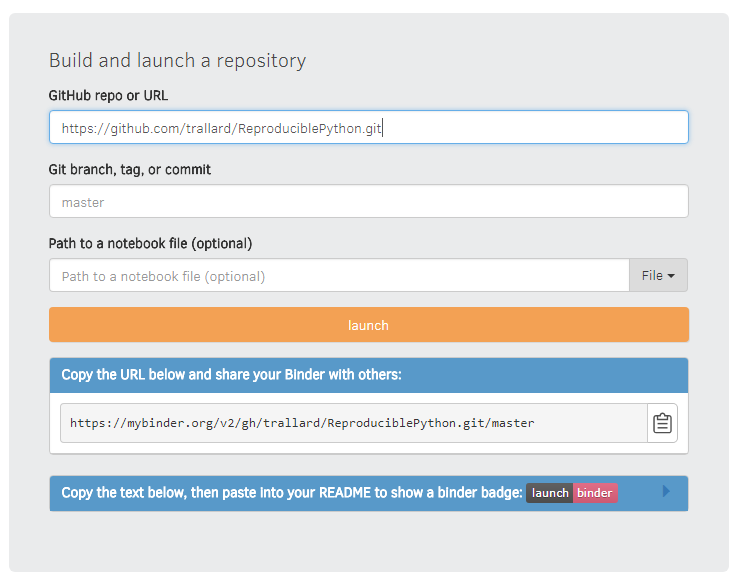 Build and launch a repository
GitHub repo or URL
https://github.com/trallard/ReproduciblePython.git
Git branch, tag, or commit
master
Path to a notebook file (optional)
Path to a notebook file (optional) File
launch
Copy the URL below and share your Binder with others:
https://mybinder.org/v2/gh/trallard/ReproduciblePython.git/master
Copy the text below, then paste into your README to show a binder badge: launch binder